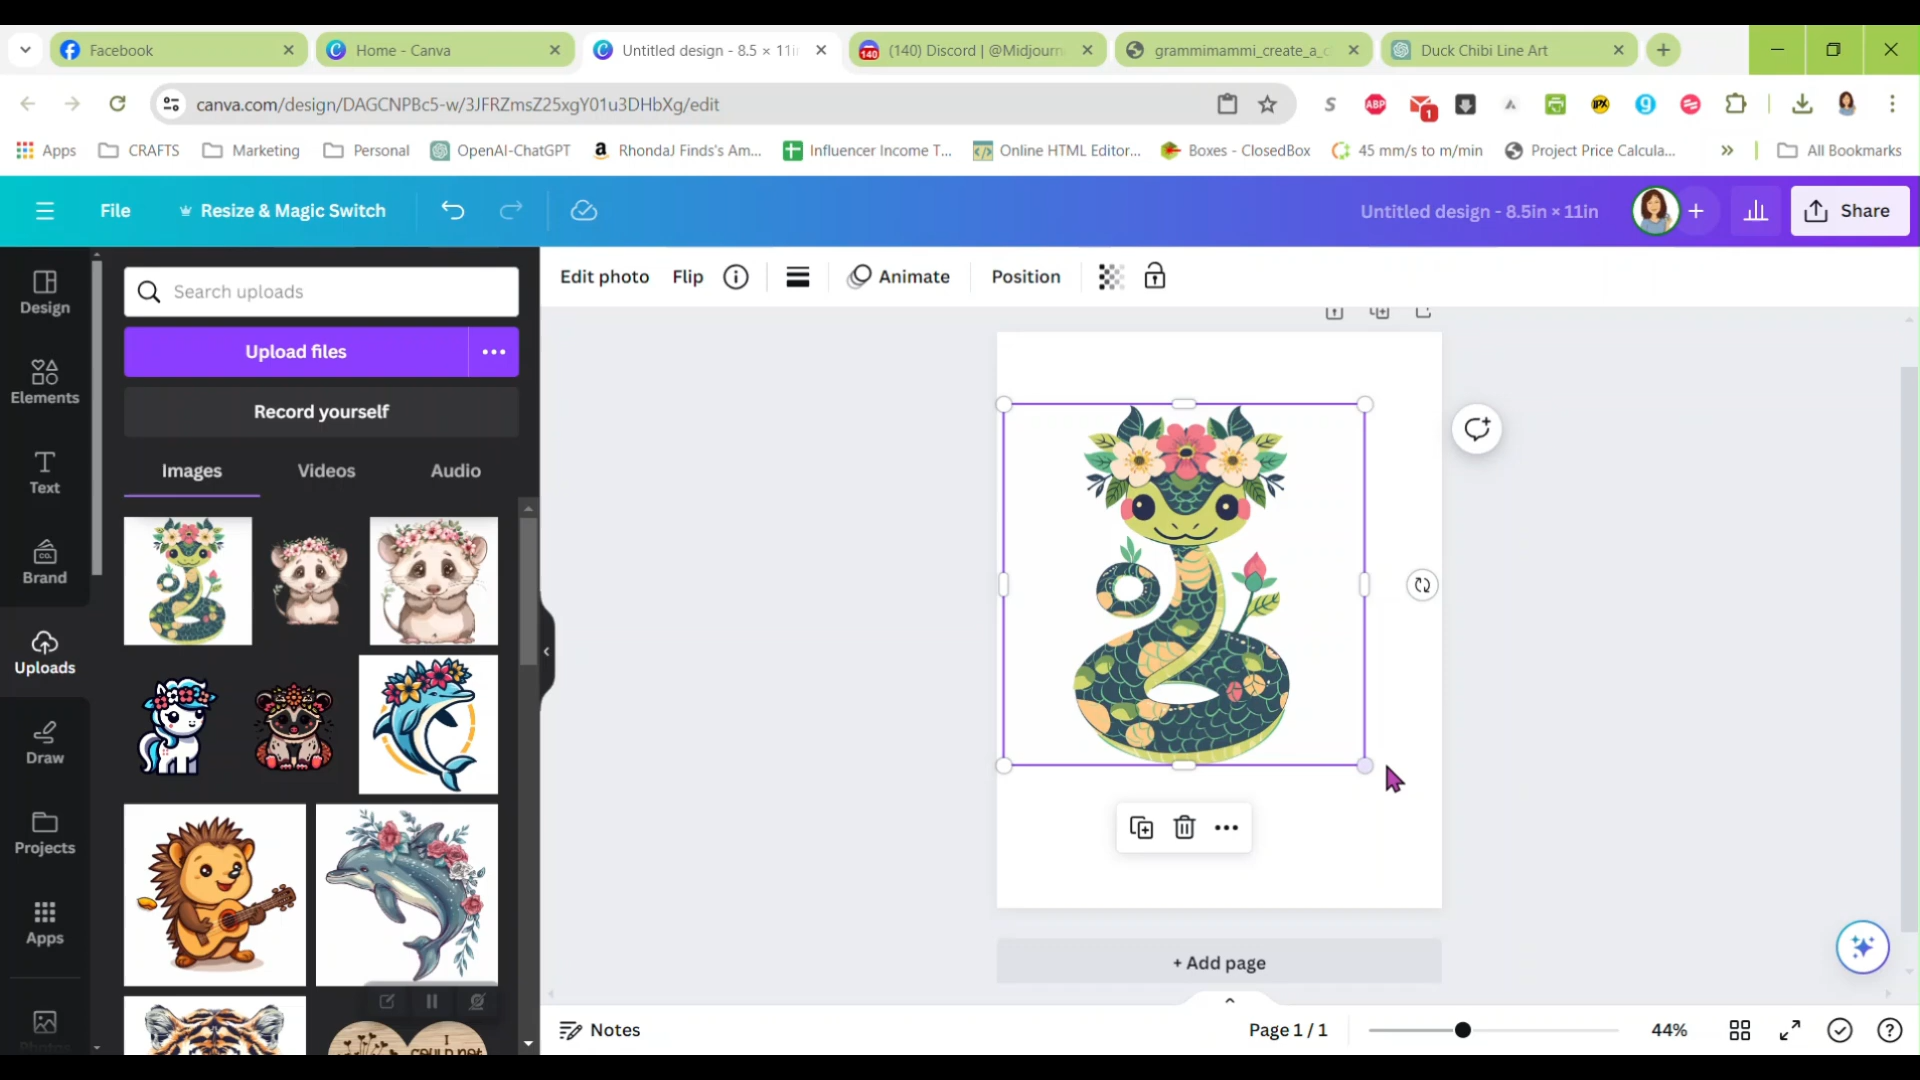 Facebook
Home - Canva
Untitled design - 8.5 × 11i
(140) Discord | @Midjourn
grammimammi_create_a_c
Duck Chibi Line Art
canva.com/design/DAGCNPBc5-w/3JFRZmsZ25xgY01u3DHbXg/edit
Apps
CRAFTS
Marketing
Personal
OpenAI-ChatGPT
RhondaJ Finds's Am...
Influencer Income T...
Online HTML Editor...
Boxes - ClosedBox
45 mm/s to m/min
Project Price Calcula...
All Bookmarks
File
Resize & Magic Switch
Untitled design - 8.5in × 11in
Share
Design
Elements
Text
Brand
Uploads
Draw
Projects
Apps
Photos
Search uploads
Upload files
Record yourself
Images
Videos
Audio
Edit photo
Flip
Animate
Position
+ Add page
Notes
Page 1 / 1
44%